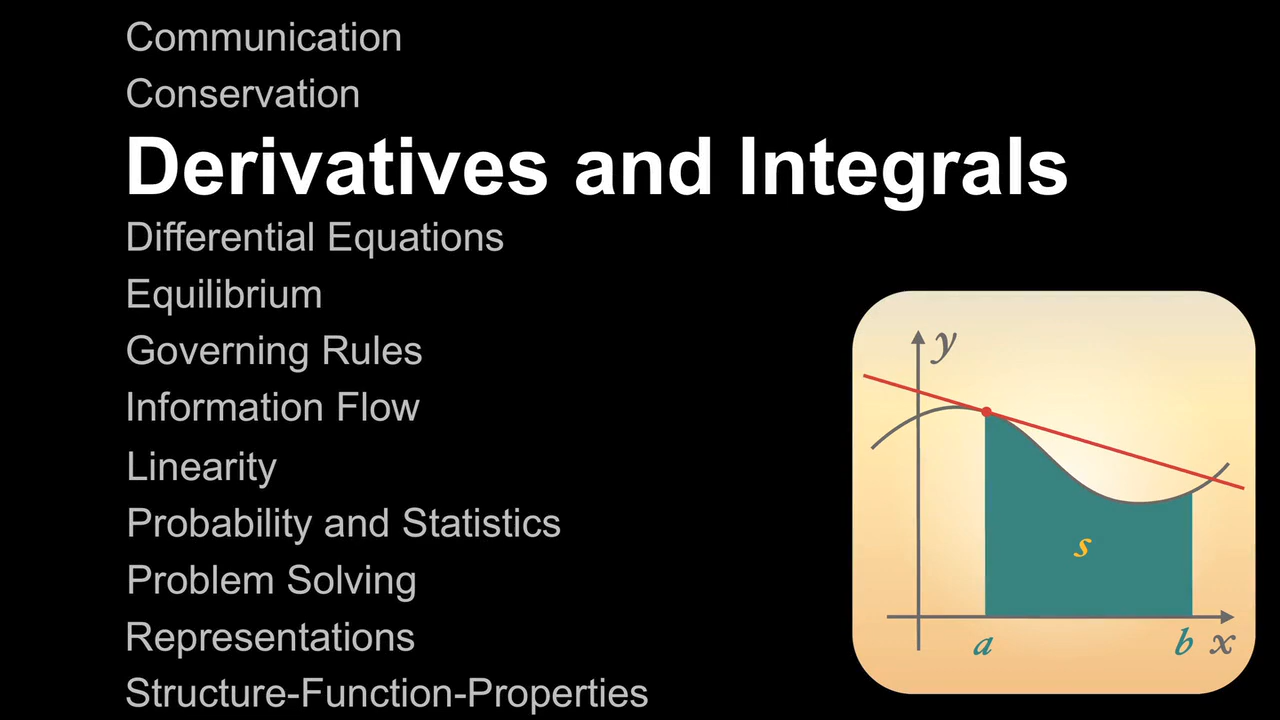 Communication
Conservation
Derivatives and Integrals
Differential Equations
Equilibrium
Governing Rules
Information Flow
Linearity
Probability and Statistics
Problem Solving
Representations
Structure-Function-Properties
y
s
a
b
x